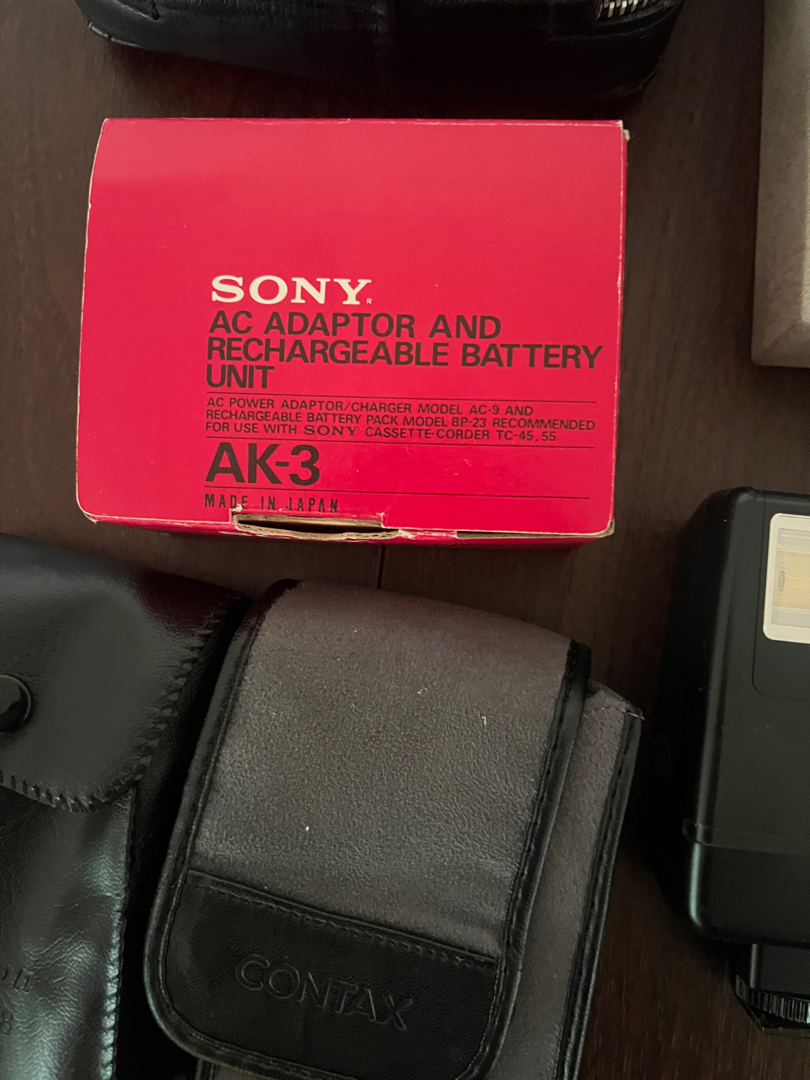 SONY®
AC ADAPTOR AND
RECHARGEABLE BATTERY
UNIT
AC POWER ADAPTOR/CHARGER MODEL AC-9 AND
RECHARGEABLE BATTERY PACK MODEL BP-23 RECOMMENDED
FOR USE WITH SONY CASSETTE-CORDER TC-45, 55
AK-3
MADE IN JAPAN
CONTAX